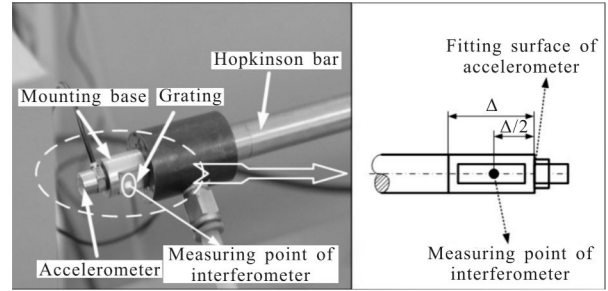 Hopkinson bar
Mounting base
Grating
Accelerometer
Measuring point of
interferometer
Fitting surface of
accelerometer
Δ
Δ/2
Measuring point of
interferometer